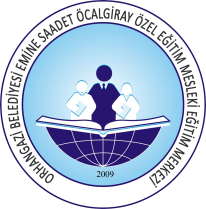 ORHANGAZİ BELEDİYESİ EMİNE SAADET ÖCALGİRAY ÖZEL EĞİTİM MESLEKİ EĞİTİM MERKEZİ
2009